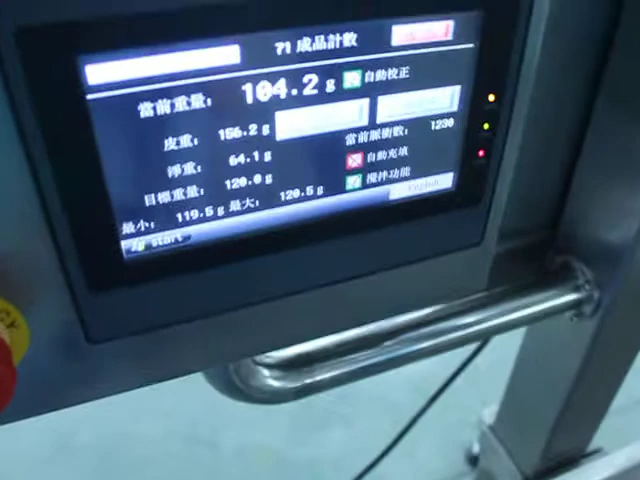 71 成品計數
當前重量: 104.2 g 自動校正
皮重: 156.2 g
當前脈衝數: 1230
淨重: 64.1 g
自動充填
目標重量: 120.0 g
攪拌功能
最小: 119.5 g 最大: 120.5 g
English
start